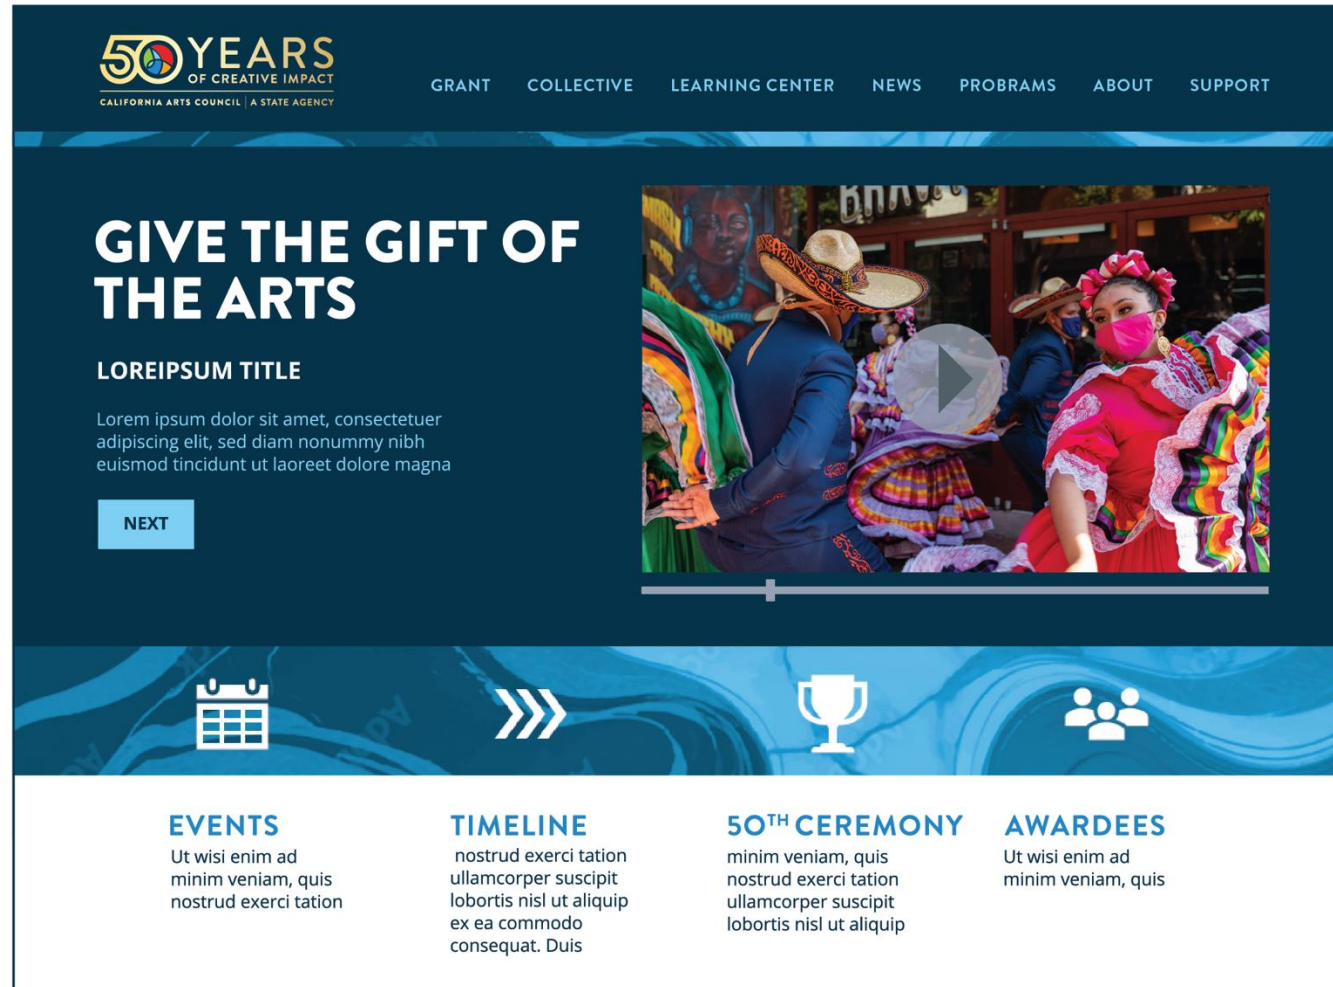 50 YEARS
OF CREATIVE IMPACT
CALIFORNIA ARTS COUNCIL | A STATE AGENCY
GRANT COLLECTIVE LEARNING CENTER NEWS PROBRAMS ABOUT SUPPORT
GIVE THE GIFT OF
THE ARTS
LOREIPSUM TITLE
Lorem ipsum dolor sit amet, consectetuer
adipiscing elit, sed diam nonummy nibh
euismod tincidunt ut laoreet dolore magna
NEXT
EVENTS
Ut wisi enim ad
minim veniam, quis
nostrud exerci tation
TIMELINE
nostrud exerci tation
ullamcorper suscipit
lobortis nisl ut aliquip
ex ea commodo
consequat. Duis
50TH CEREMONY
minim veniam, quis
nostrud exerci tation
ullamcorper suscipit
lobortis nisl ut aliquip
AWARDEES
Ut wisi enim ad
minim veniam, quis